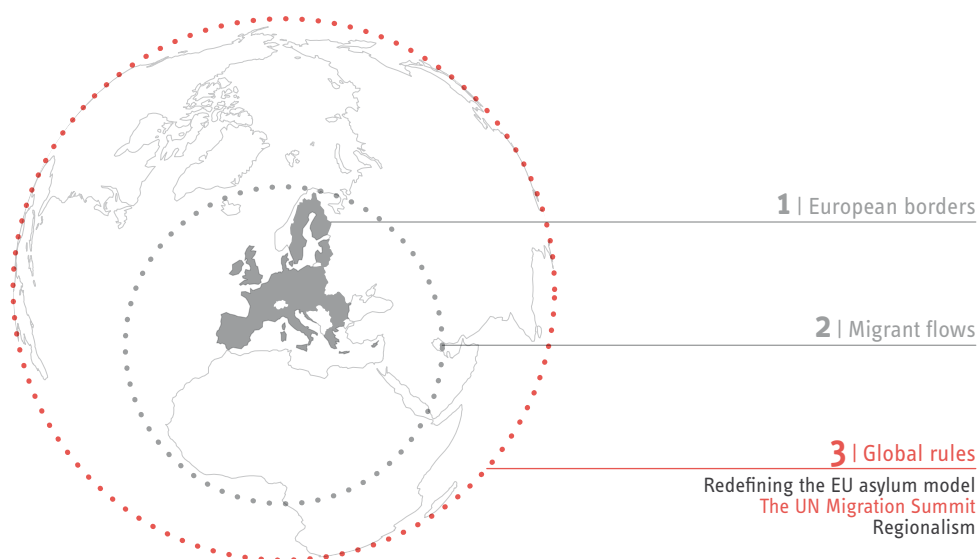 1 | European borders
2 | Migrant flows
3 | Global rules
Redefining the EU asylum model
The UN Migration Summit
Regionalism